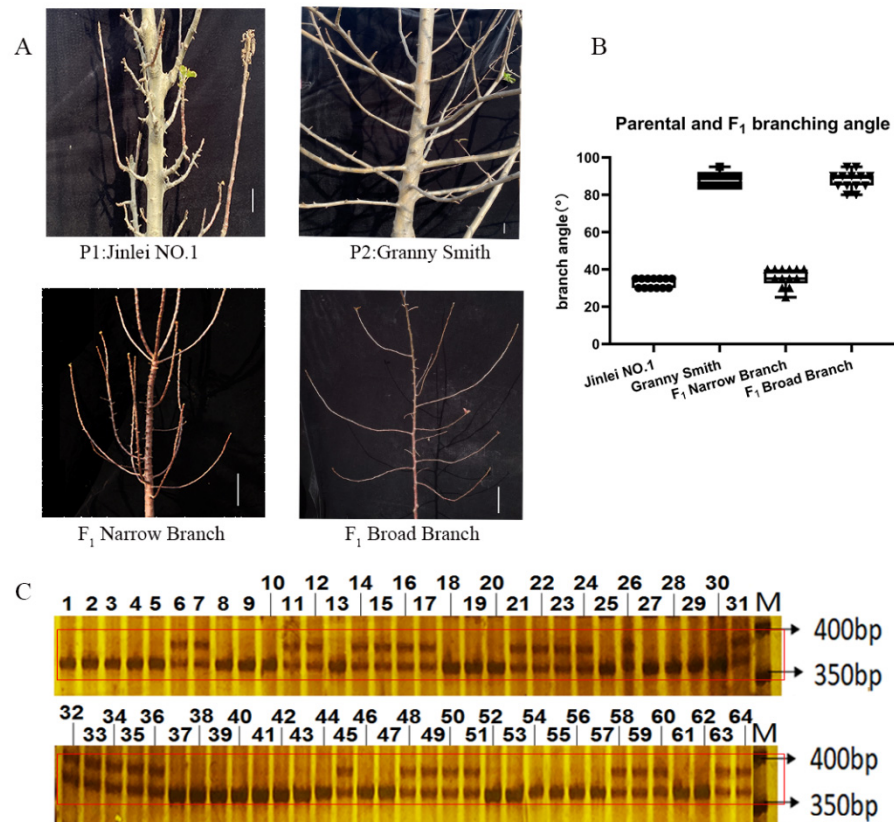 A
P1:Jinlei NO.1
P2:Granny Smith
F1 Narrow Branch
F1 Broad Branch
B
Parental and F1 branching angle
branch angle(°)
100
80
60
40
20
0
Jinlei NO.1
Granny Smith
F1 Narrow Branch
F1 Broad Branch
C
10 12 14 16 18 20 22 24 26 28 30
1 2 3 4 5 6 7 8 9 11 13 15 17 19 21 23 25 27 29 31 M
400bp
350bp
32 34 36 38 40 42 44 46 48 50 52 54 56 58 60 62 64 M
33 35 37 39 41 43 45 47 49 51 53 55 57 59 61 63
400bp
350bp